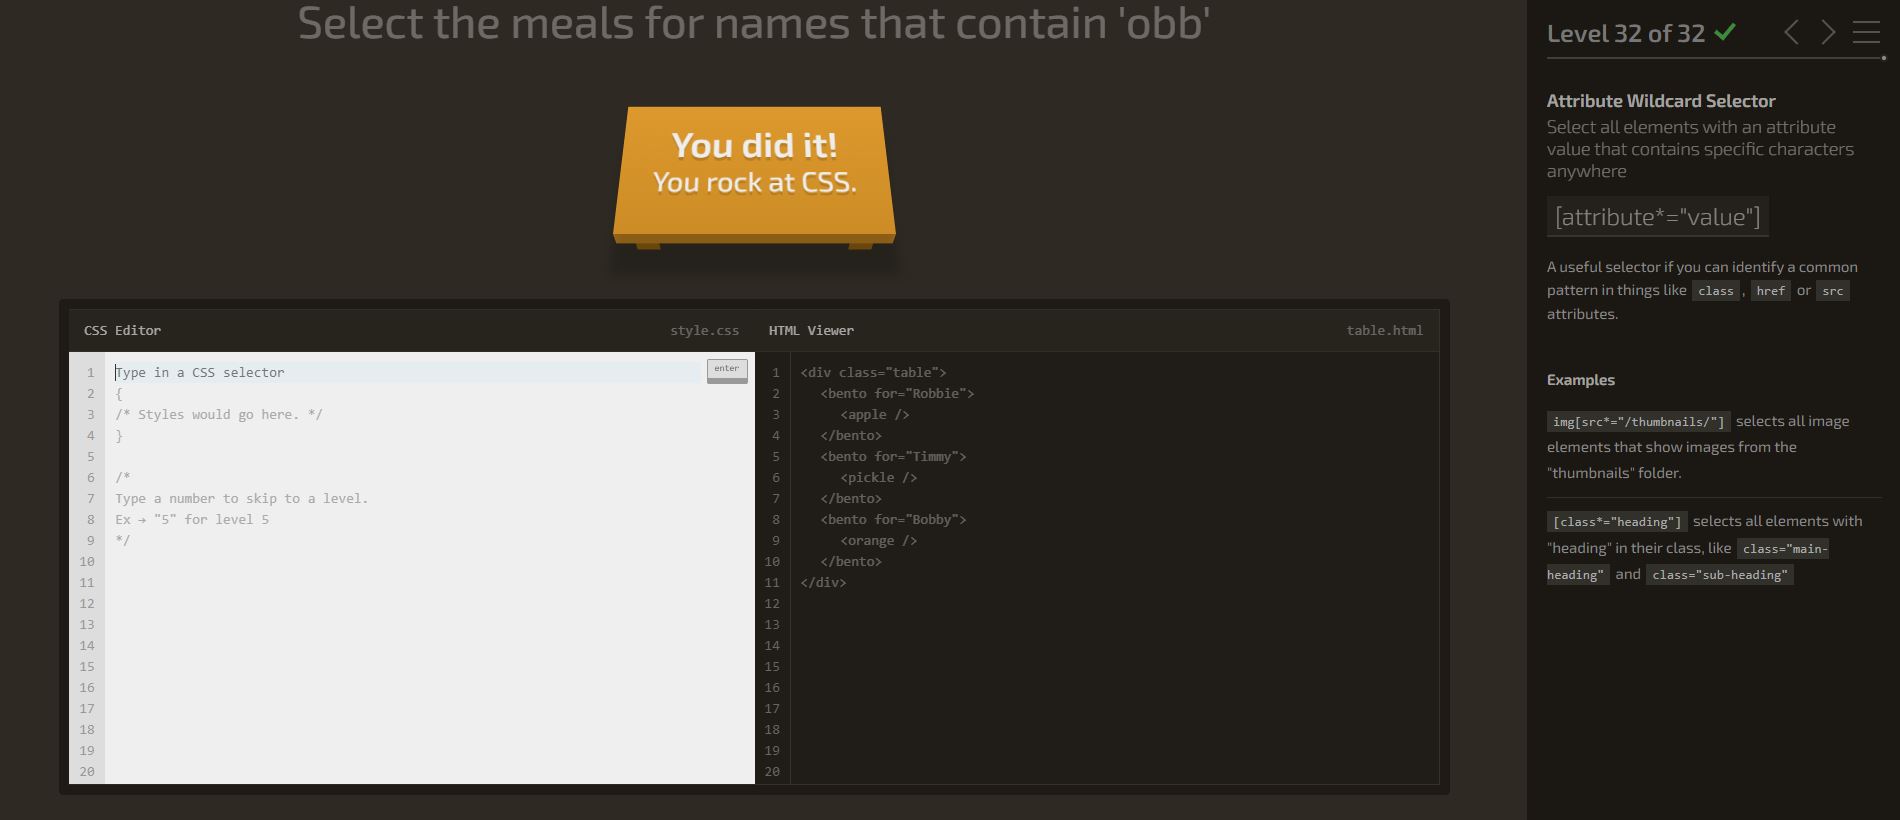 Select the meals for names that contain 'obb'
You did it!
You rock at CSS.
CSS Editor style.css
1 Type in a CSS selector enter
2 {
3 /* Styles would go here. */
4 }
5
6 /*
7 Type a number to skip to a level.
8 Ex → "5" for level 5
9 */
10
11
12
13
14
15
16
17
18
19
20
HTML Viewer table.html
1 <div class="table">
2 <bento for="Robbie">
3 <apple />
4 </bento>
5 <bento for="Timmy">
6 <pickle />
7 </bento>
8 <bento for="Bobby">
9 <orange />
10 </bento>
11 </div>
12
13
14
15
16
17
18
19
20
Level 32 of 32
Attribute Wildcard Selector
Select all elements with an attribute
value that contains specific characters
anywhere
[attribute*="value"]
A useful selector if you can identify a common
pattern in things like class , href or src
attributes.
Examples
img[src*="/thumbnails/"] selects all image
elements that show images from the
"thumbnails" folder.
[class*="heading"] selects all elements with
"heading" in their class, like class="main-
heading" and class="sub-heading"